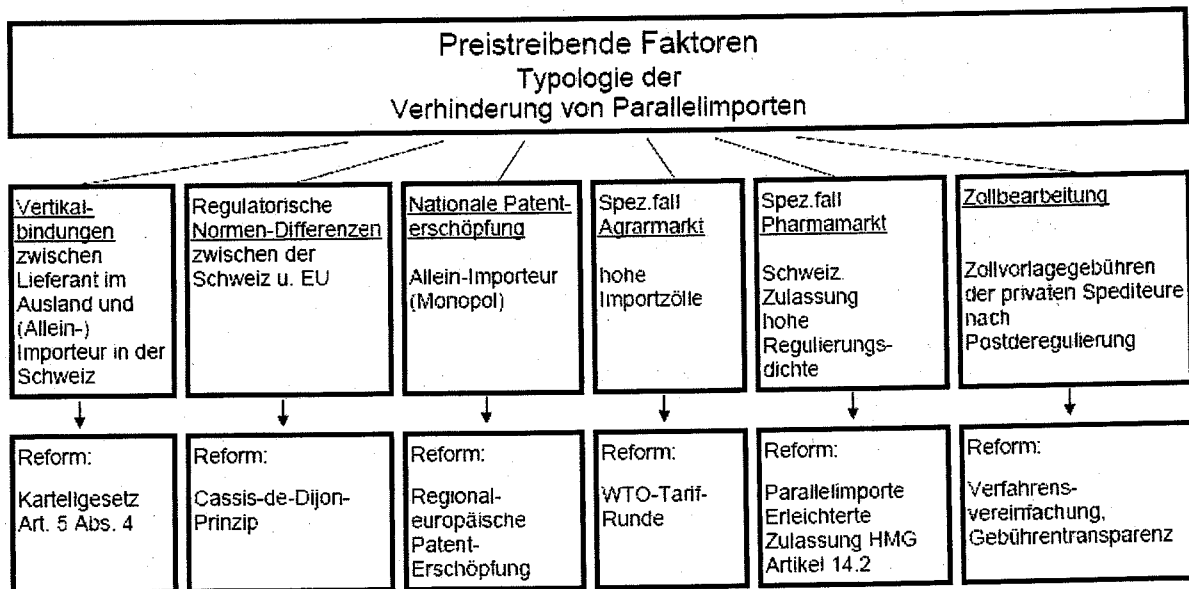 Preistreibende Faktoren
Typologie der
Verhinderung von Parallelimporten
Vertikal-
bindungen
zwischen
Lieferant im
Ausland und
(Allein-)
Importeur in der
Schweiz
Regulatorische
Normen-Differenzen
zwischen der
Schweiz u. EU
Nationale Patent-
erschöpfung
Allein-Importeur
(Monopol)
Spez.fall
Agrarmarkt
hohe
Importzölle
Spez.fall
Pharmamarkt
Schweiz.
Zulassung
hohe
Regulierungs-
dichte
Zollbearbeitung
Zollvorlagegebühren
der privaten Spediteure
nach
Postderegulierung
Reform:
Kartellgesetz
Art. 5 Abs. 4
Reform:
Cassis-de-Dijon-
Prinzip
Reform:
Regional-
europäische
Patent-
Erschöpfung
Reform:
WTO-Tarif-
Runde
Reform:
Parallelimporte
Erleichterte
Zulassung HMG
Artikel 14.2
Reform:
Verfahrens-
vereinfachung,
Gebührentransparenz